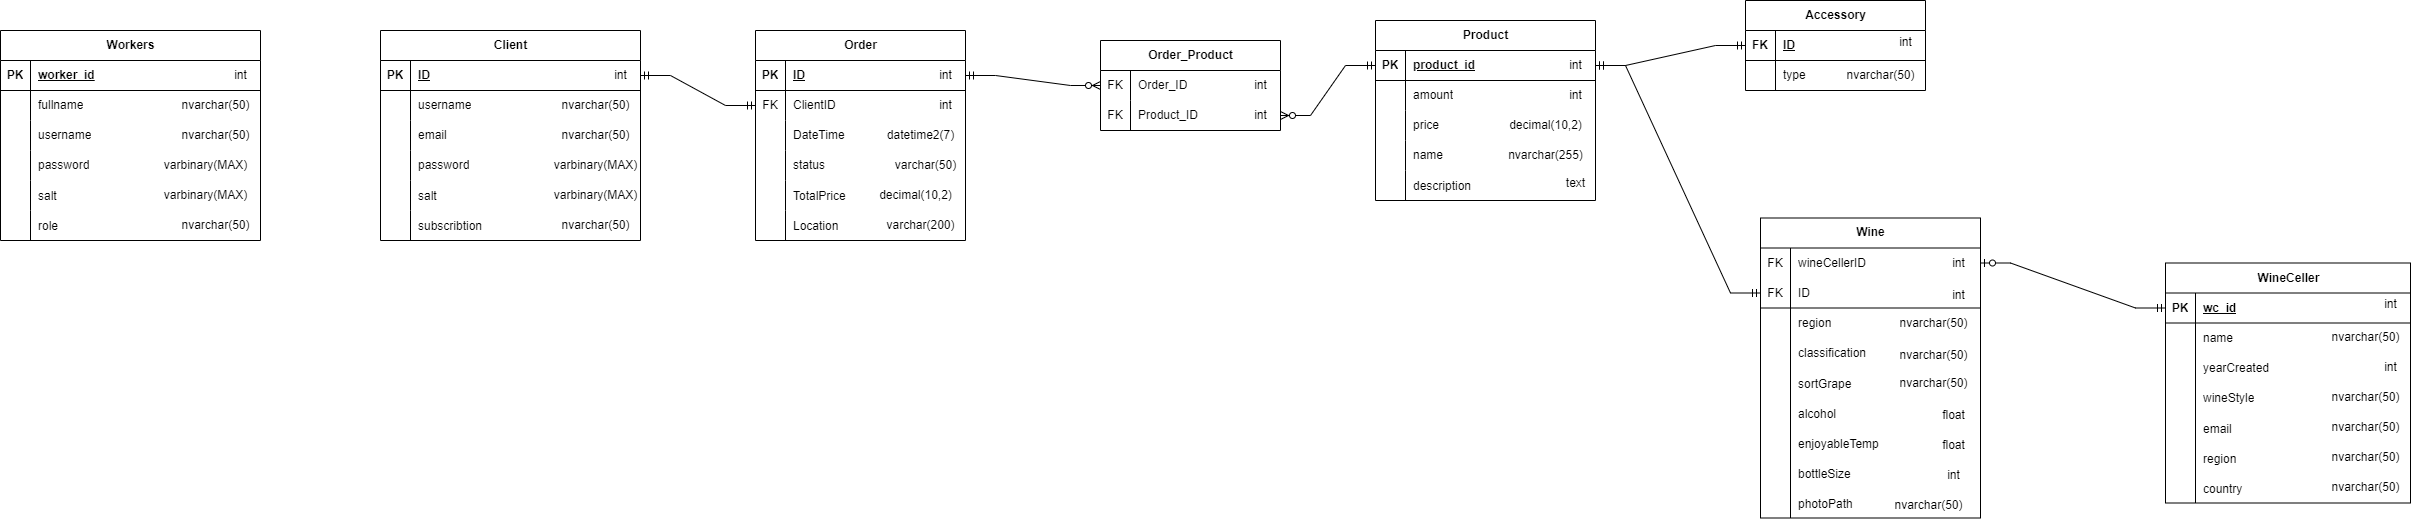 Workers
PK worker_id int
fullname nvarchar(50)
username nvarchar(50)
password varbinary(MAX)
salt varbinary(MAX)
role nvarchar(50)
Client
PK ID int
username nvarchar(50)
email nvarchar(50)
password varbinary(MAX)
salt varbinary(MAX)
subscribtion nvarchar(50)
Order
PK ID int
FK ClientID int
DateTime datetime2(7)
status varchar(50)
TotalPrice decimal(10,2)
Location varchar(200)
Order_Product
FK Order_ID int
FK Product_ID int
Product
PK product_id int
amount int
price decimal(10,2)
name nvarchar(255)
description text
Accessory
FK ID int
type nvarchar(50)
Wine
FK wineCellerID int
FK ID int
region nvarchar(50)
classification nvarchar(50)
sortGrape nvarchar(50)
alcohol float
enjoyableTemp float
bottleSize int
photoPath nvarchar(50)
WineCeller
PK wc_id int
name nvarchar(50)
yearCreated int
wineStyle nvarchar(50)
email nvarchar(50)
region nvarchar(50)
country nvarchar(50)